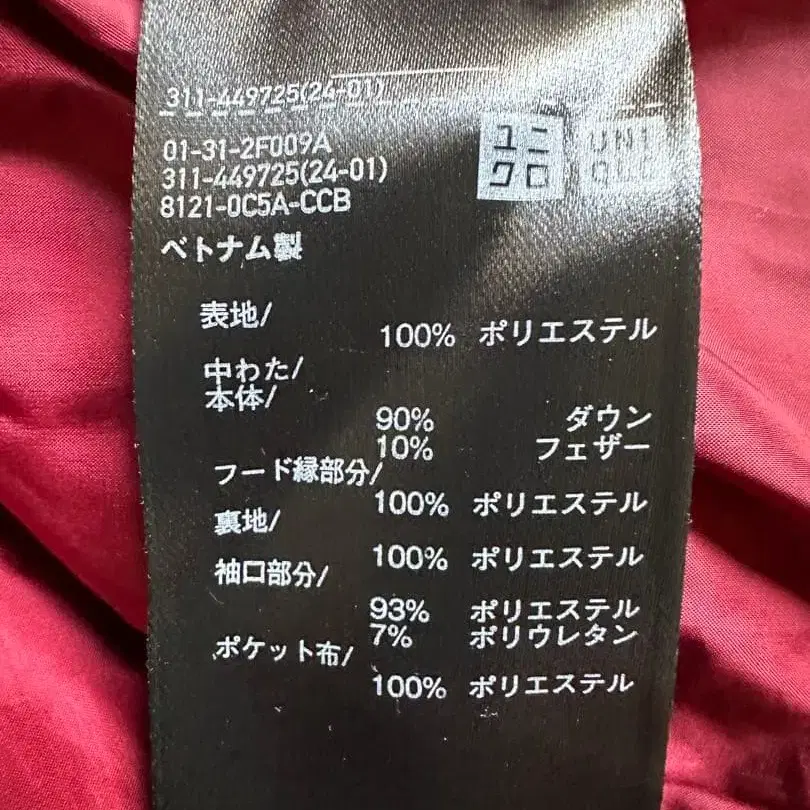 311-449725(24-01)
ユニ
クロ
UNI
QLO
01-31-2F009A
311-449725(24-01)
8121-0C5A-CCB
ベトナム製
表地/
100% ポリエステル
中わた/
本体/
90% ダウン
10% フェザー
フード縁部分/
100% ポリエステル
裏地/
100% ポリエステル
袖口部分/
93% ポリエステル
7% ポリウレタン
ポケット布/
100% ポリエステル